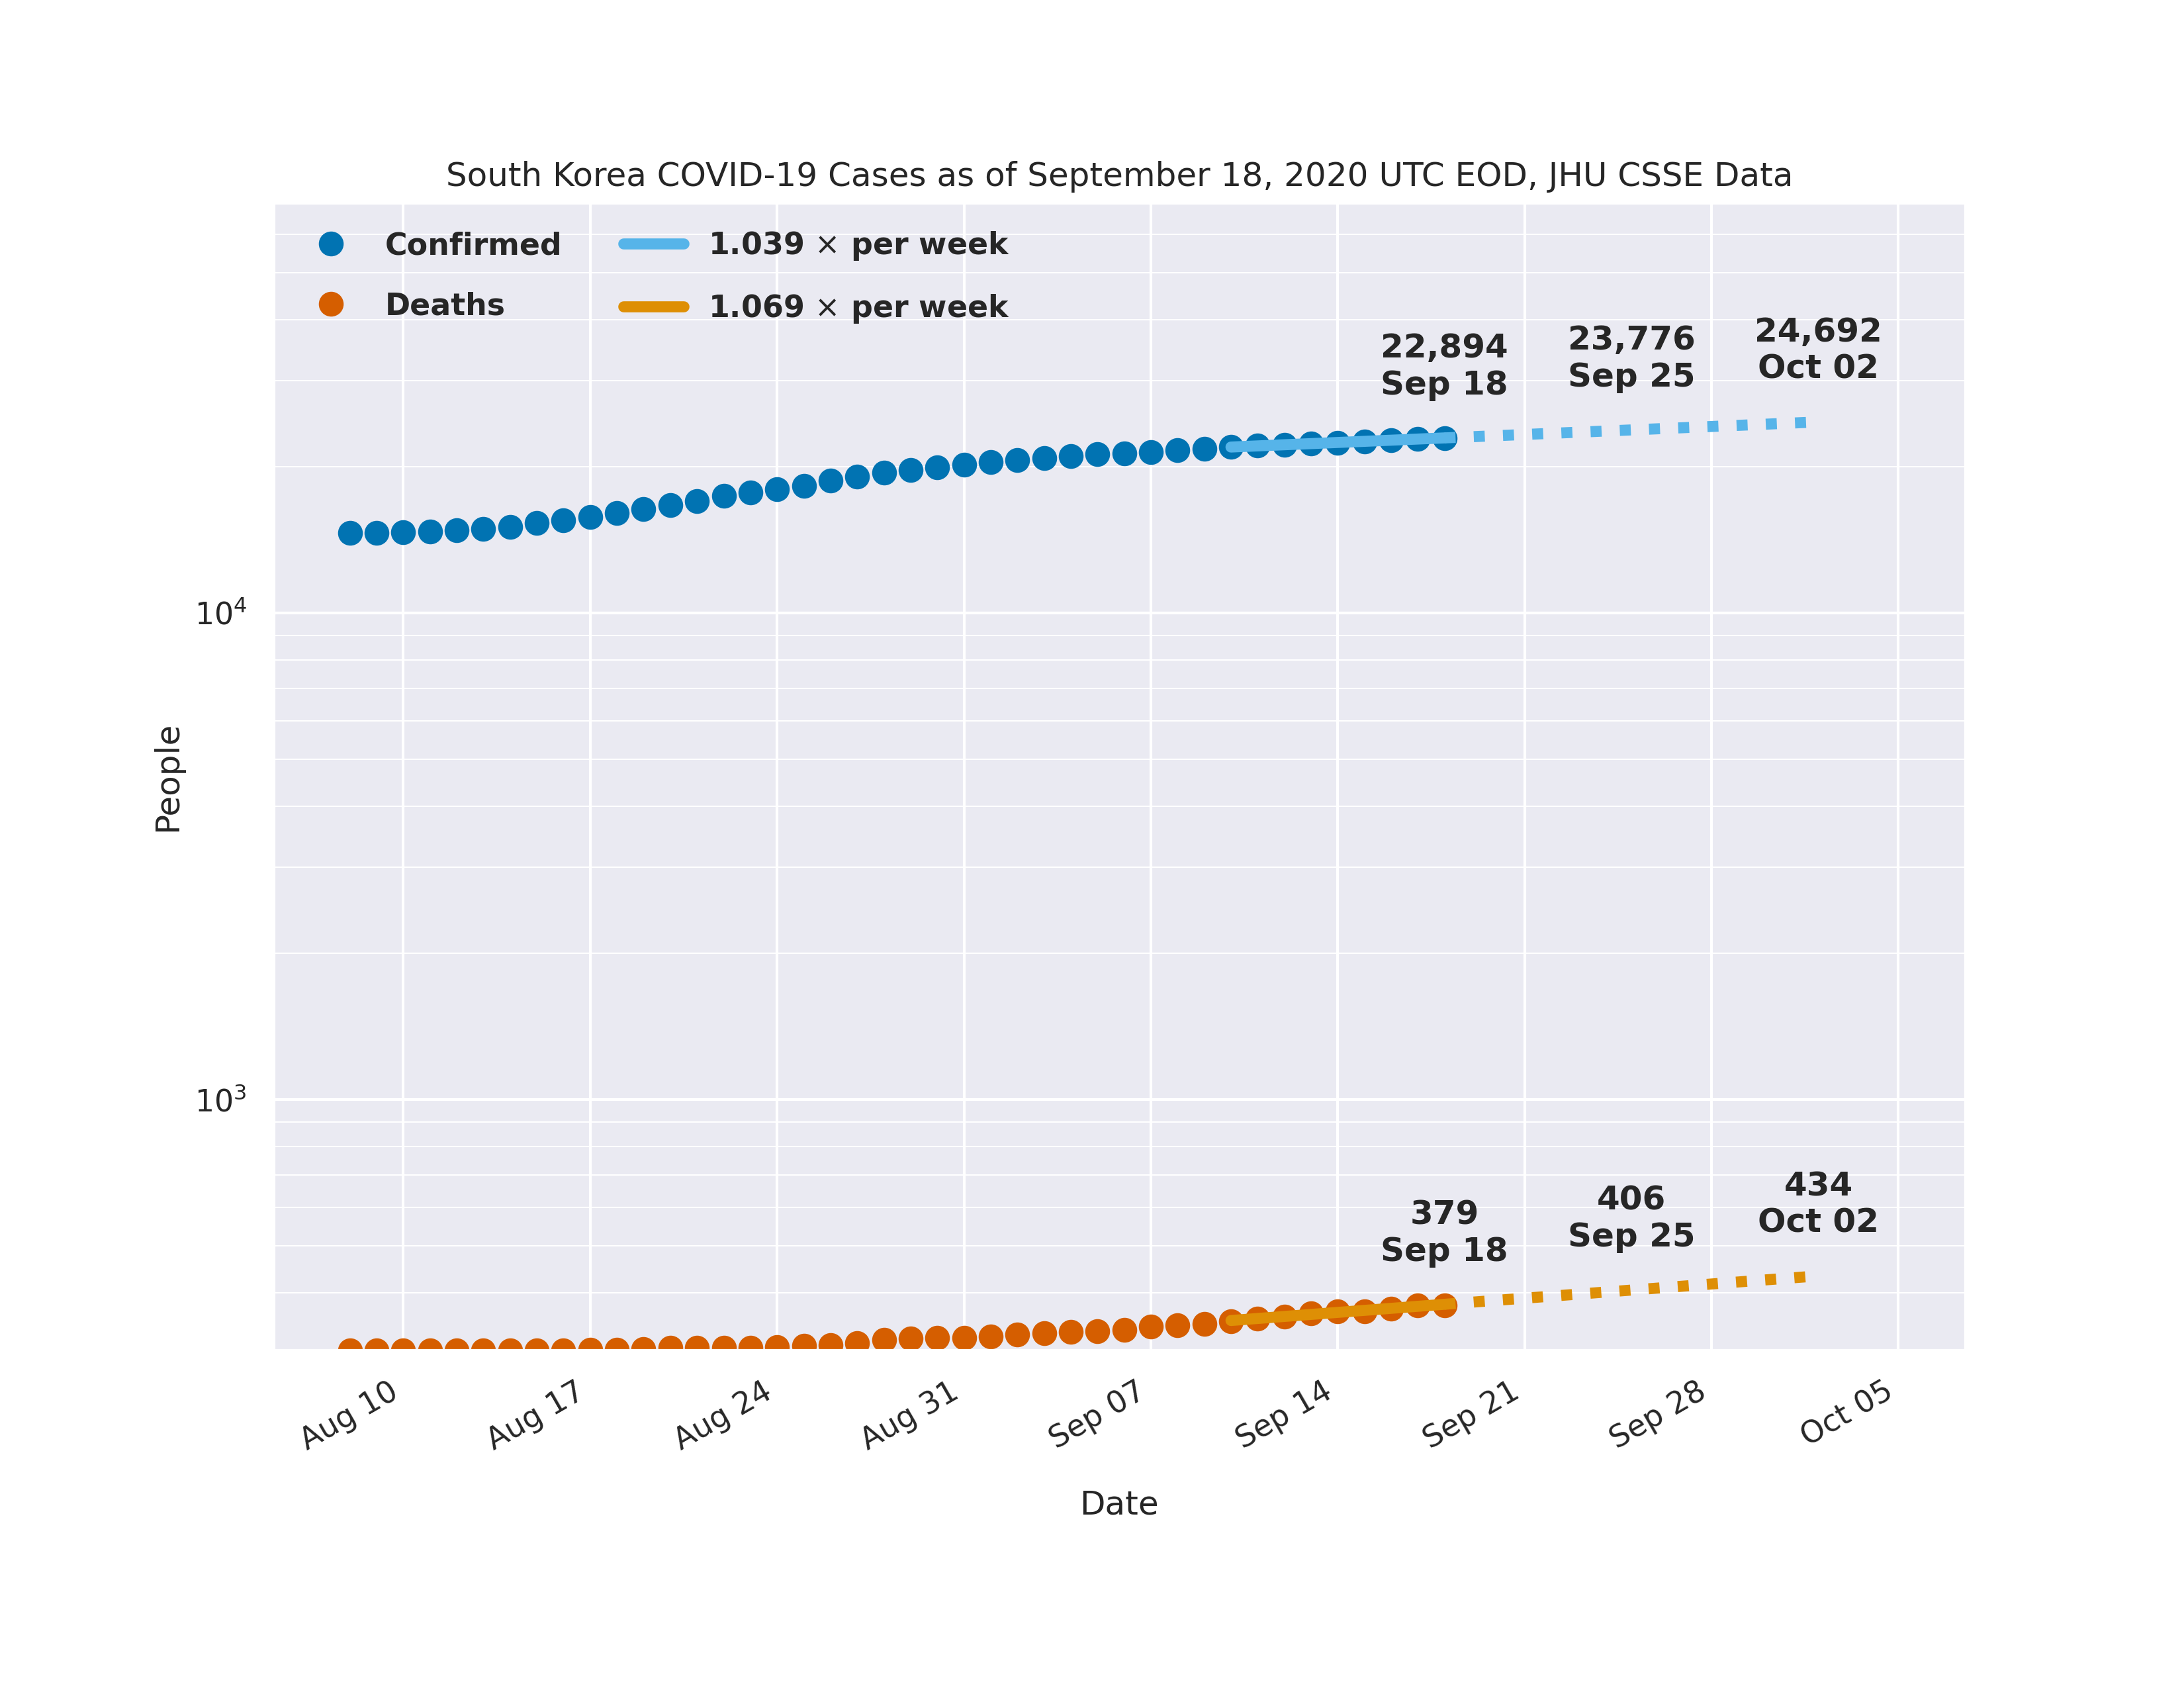 South Korea COVID-19 Cases as of September 18, 2020 UTC EOD, JHU CSSE Data
Confirmed
Deaths
1.039 × per week
1.069 × per week
22,894
Sep 18
23,776
Sep 25
24,692
Oct 02
10⁴
10³
People
379
Sep 18
406
Sep 25
434
Oct 02
Aug 10
Aug 17
Aug 24
Aug 31
Sep 07
Sep 14
Sep 21
Sep 28
Oct 05
Date